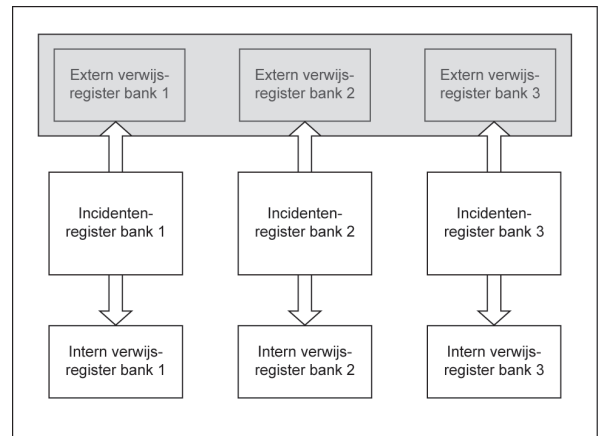 Extern verwijs-
register bank 1
Extern verwijs-
register bank 2
Extern verwijs-
register bank 3
Incidenten-
register bank 1
Incidenten-
register bank 2
Incidenten-
register bank 3
Intern verwijs-
register bank 1
Intern verwijs-
register bank 2
Intern verwijs-
register bank 3